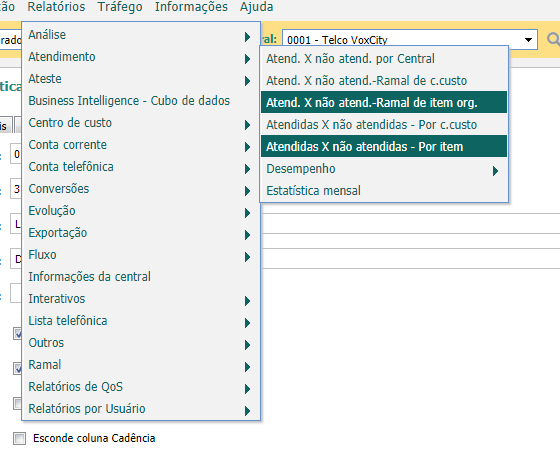 ção Relatórios Tráfego Informações Ajuda
ral: 0001 - Telco VoxCity
Análise
Atendimento
Ateste
Business Intelligence - Cubo de dados
Centro de custo
Conta corrente
Conta telefônica
Conversões
Evolução
Exportação
Fluxo
Informações da central
Interativos
Lista telefônica
Outros
Ramal
Relatórios de QoS
Relatórios por Usuário
Atend. X não atend. por Central
Atend. X não atend.-Ramal de c.custo
Atend. X não atend.-Ramal de item org.
Atendidas X não atendidas - Por c.custo
Atendidas X não atendidas - Por item
Desempenho
Estatística mensal
Esconde coluna Cadência